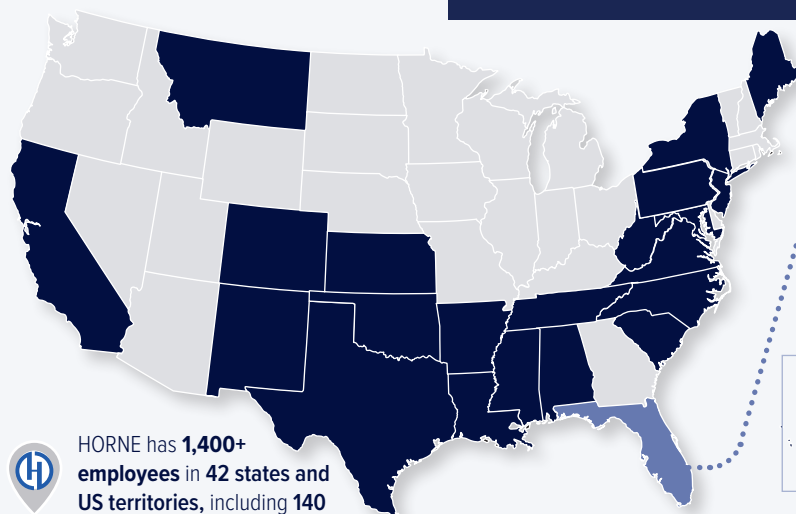 HORNE has 1,400+
employees in 42 states and
US territories, including 140